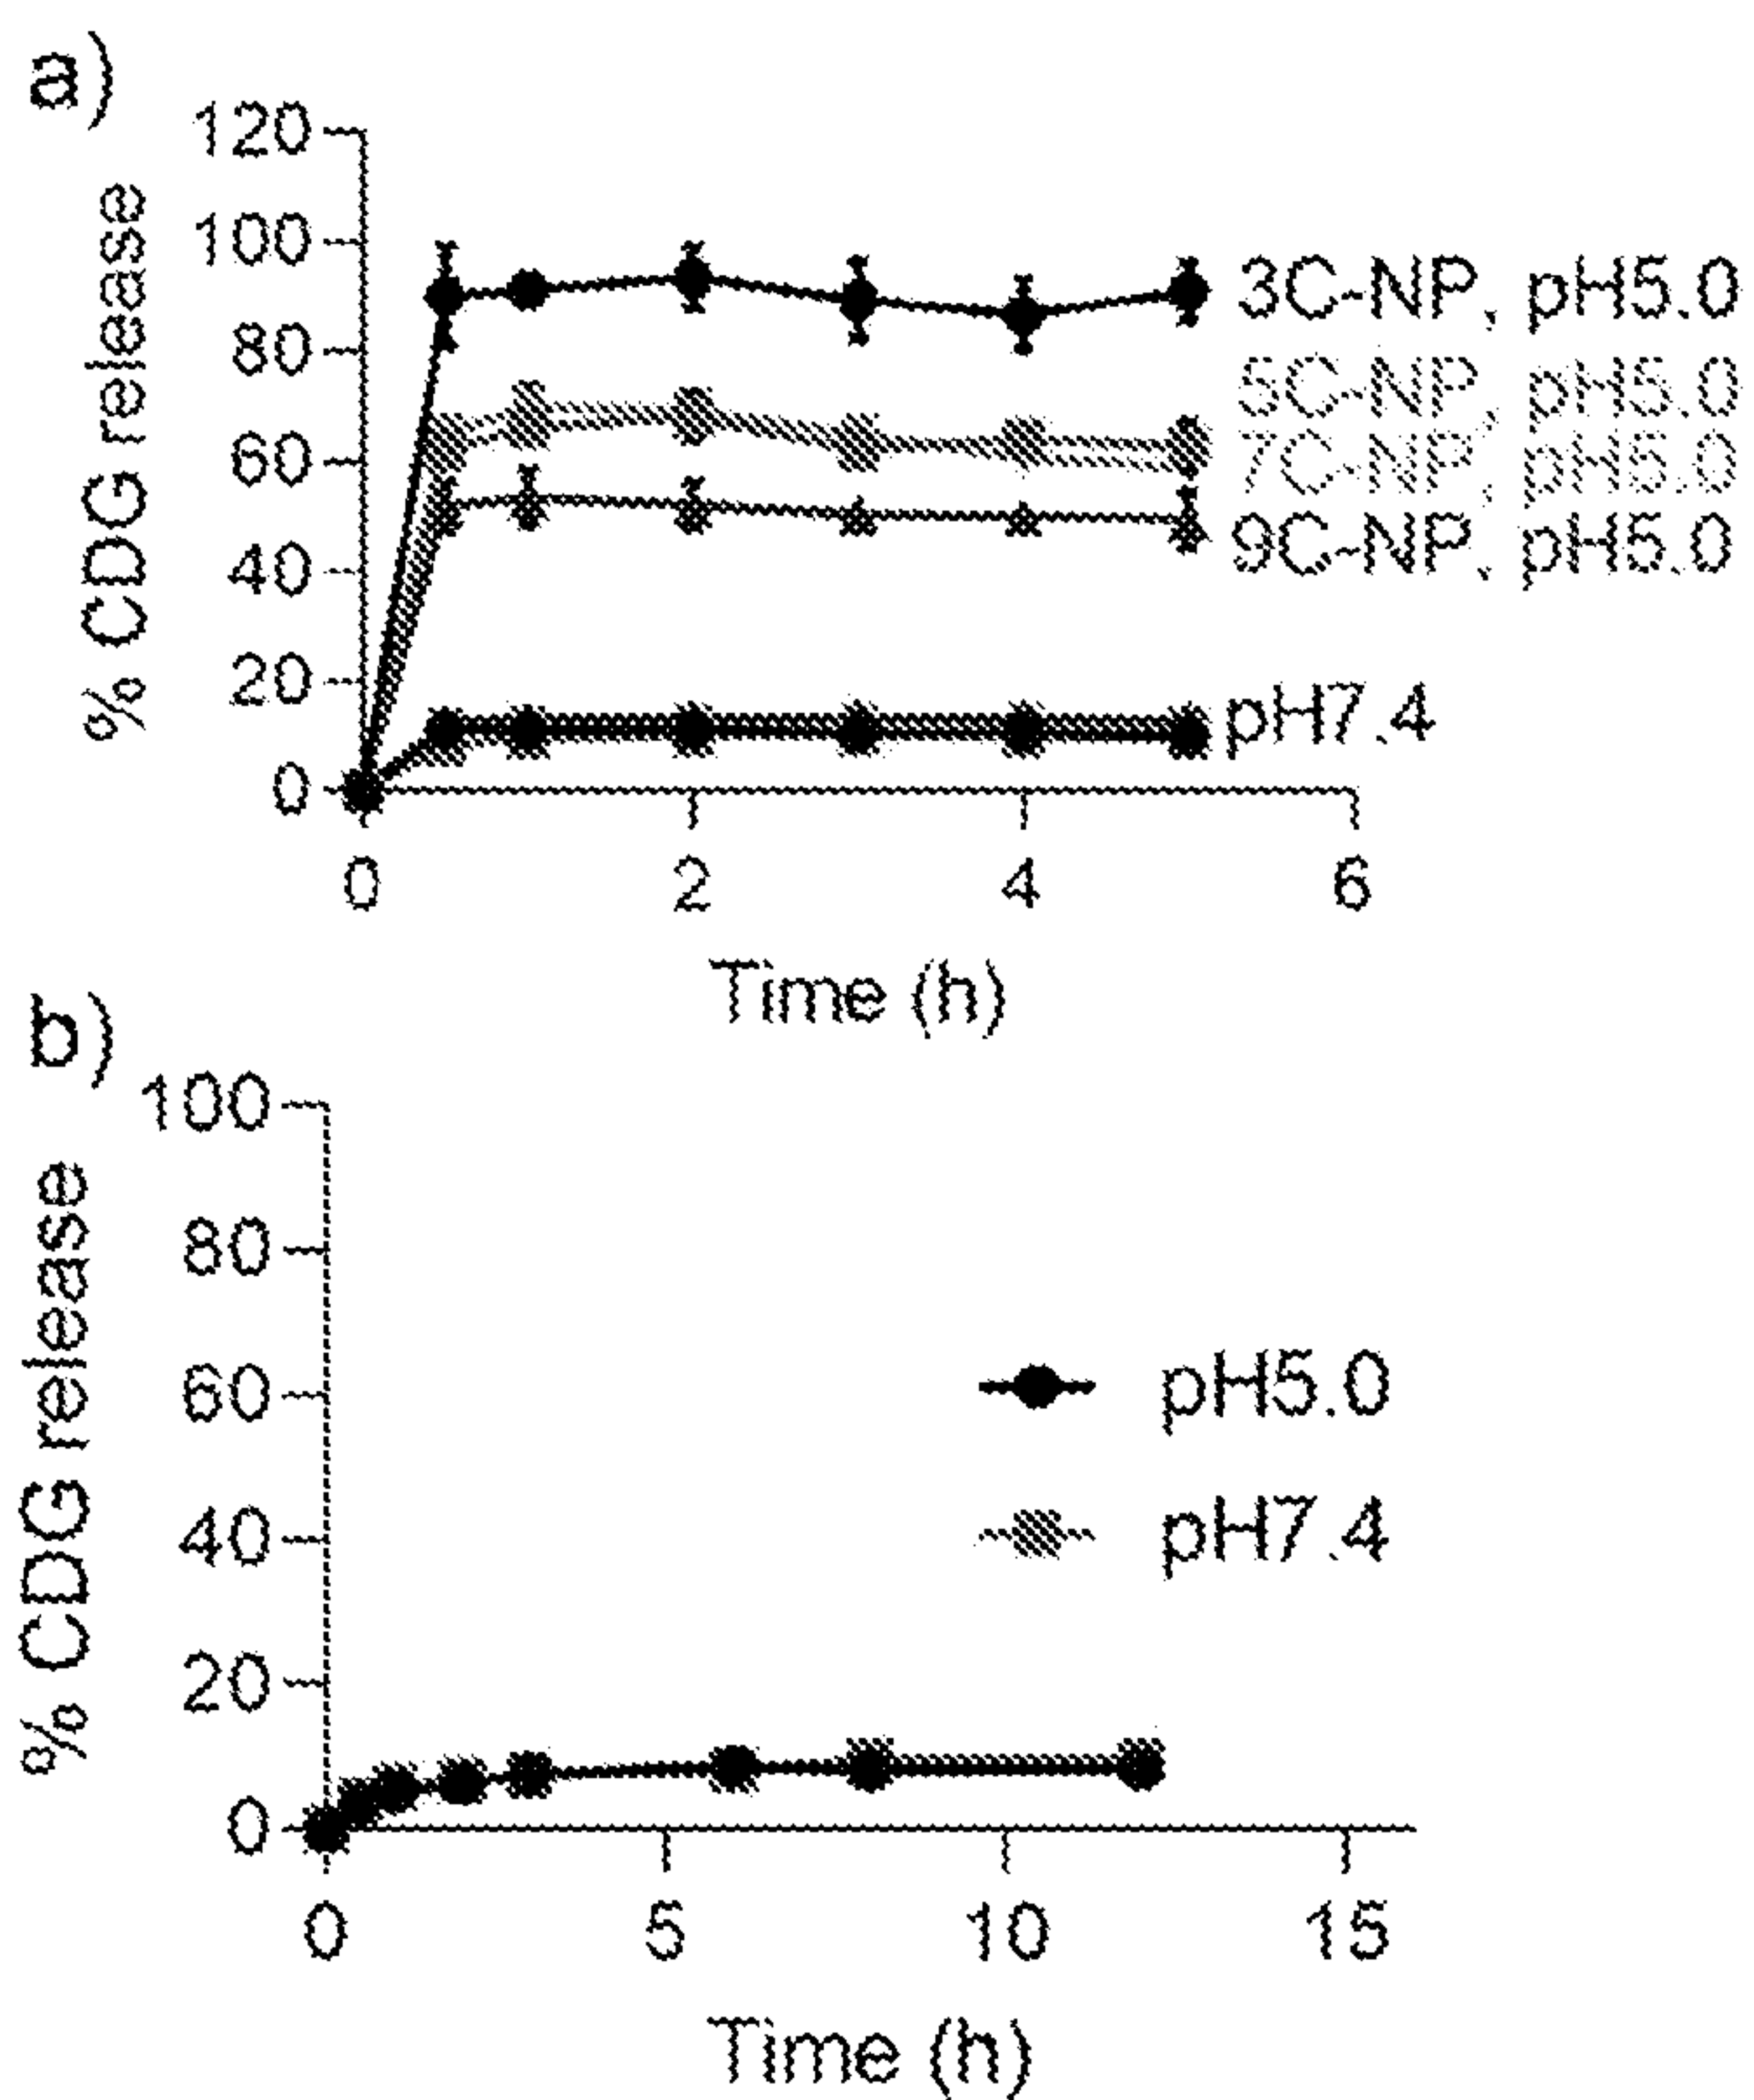 a)
% CDG release
120
100
80
60
40
20
0
3C-NP, pH5.0
5C-NP, pH5.0
7C-NP, pH5.0
9C-NP, pH5.0
pH7.4
0 2 4 6
Time (h)
b)
% CDG release
100
80
60
40
20
0
pH5.0
pH7.4
0 5 10 15
Time (h)